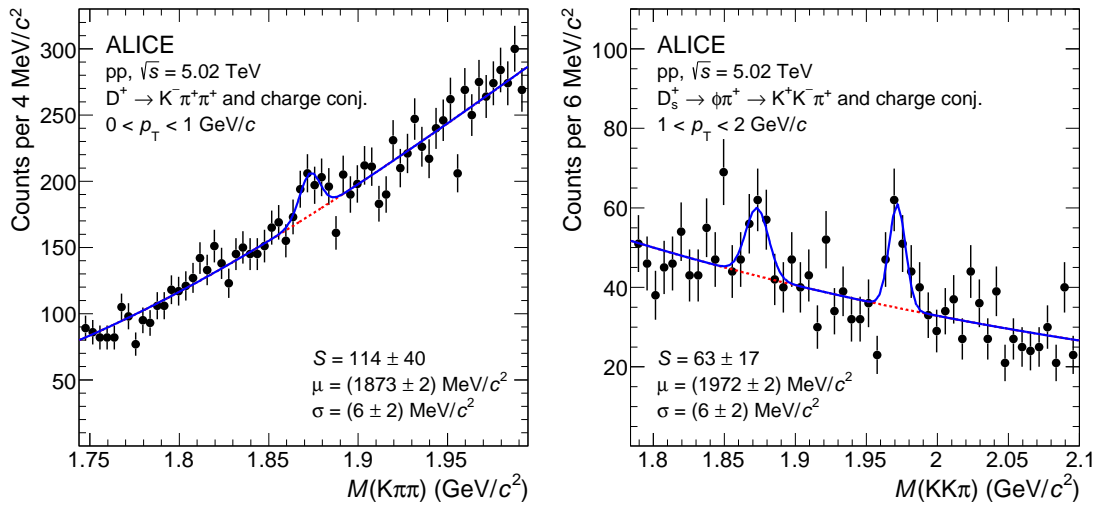 Counts per 4 MeV/c²
300
250
200
150
100
50
ALICE
pp, √s = 5.02 TeV
D⁺ → K⁻π⁺π⁺ and charge conj.
0 < p_T < 1 GeV/c
S = 114 ± 40
μ = (1873 ± 2) MeV/c²
σ = (6 ± 2) MeV/c²
1.75 1.8 1.85 1.9 1.95
M(Kππ) (GeV/c²)
Counts per 6 MeV/c²
100
80
60
40
20
ALICE
pp, √s = 5.02 TeV
D_s⁺ → φπ⁺ → K⁺K⁻π⁺ and charge conj.
1 < p_T < 2 GeV/c
S = 63 ± 17
μ = (1972 ± 2) MeV/c²
σ = (6 ± 2) MeV/c²
1.8 1.85 1.9 1.95 2 2.05 2.1
M(KKπ) (GeV/c²)